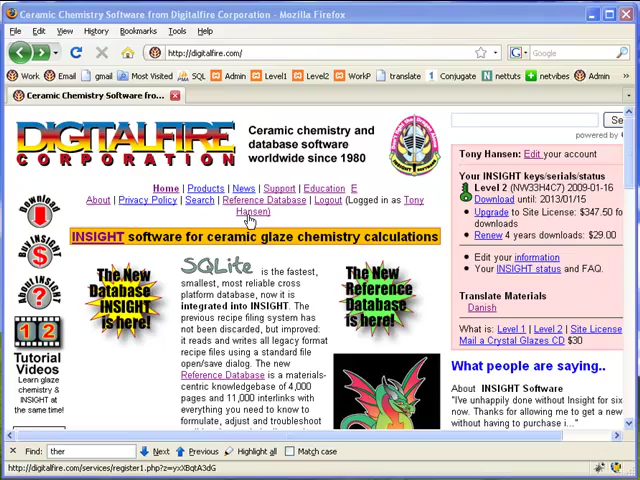 Ceramic Chemistry Software from Digitalfire Corporation - Mozilla Firefox
File Edit View History Bookmarks Tools Help
http://digitalfire.com/
Google
Work Email gmail Most Visited SQL Admin Level1 Level2 WorkP translate Conjugate nettuts netvibes Admin
Ceramic Chemistry Software fro...
DIGITALFIRE
CORPORATION
Ceramic chemistry and
database software
worldwide since 1980
Home | Products | News | Support | Education E
About | Privacy Policy | Search | Reference Database | Logout (Logged in as Tony
Hansen)
INSIGHT software for ceramic glaze chemistry calculations
Download
Buy INSIGHT
About INSIGHT
1 2
Tutorial
Videos
Learn glaze
chemistry &
INSIGHT at
the same time!
The New
Database
INSIGHT
is here!
SQLite is the fastest,
smallest, most reliable cross
platform database, now it is
integrated into INSIGHT. The
previous recipe filing system has
not been discarded, but improved:
it reads and writes all legacy format
recipe files using a standard file
open/save dialog. The new
Reference Database is a materials-
centric knowledgebase of 4,000
pages and 11,000 interlinks with
everything you need to know to
formulate, adjust and troubleshoot
The New
Reference
Database
is here!
Se
powered by
Tony Hansen: Edit your account
Your INSIGHT keys/serials/status
Level 2 (NW33H4C7) 2009-01-16
Download until: 2013/01/15
Upgrade to Site License: $347.50 for
downloads
Renew 4 years downloads: $29.00
Edit your information
Your INSIGHT status and FAQ.
Translate Materials
Danish
What is: Level 1 | Level 2 | Site License
Mail a Crystal Glazes CD $30
What people are saying..
About INSIGHT Software
"I've unhappily done without Insight for six
now. Thanks for allowing me to get a new
without having to purchase i..."
Find: ther Next Previous Highlight all Match case
http://digitalfire.com/services/register1.php?z=yxXBqtA3dG